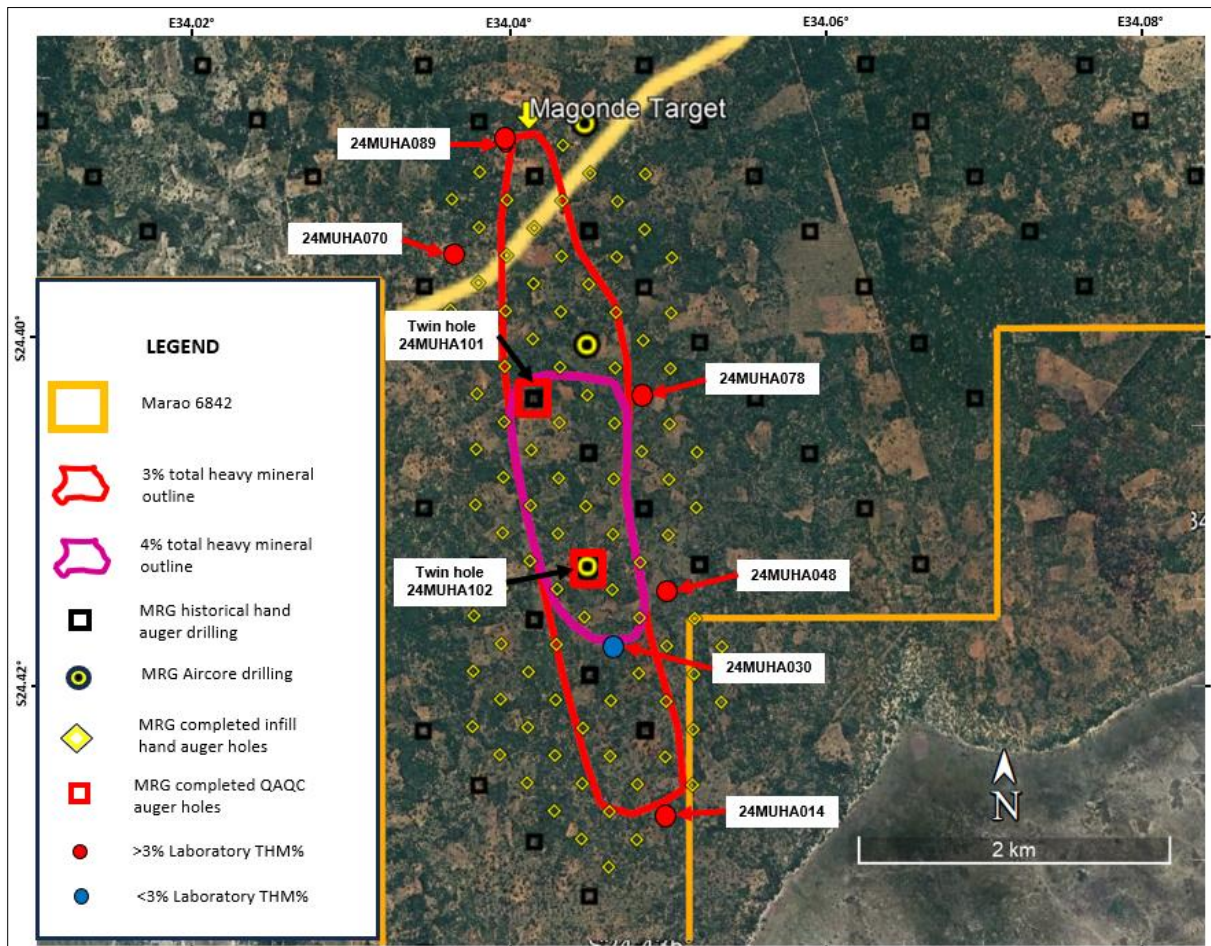 E34.02°
E34.04°
E34.06°
E34.08°
Magonde Target
24MUHA089
24MUHA070
S24.40°
Twin hole
24MUHA101
24MUHA078
Twin hole
24MUHA102
24MUHA048
24MUHA030
S24.42°
24MUHA014
N
2 km
LEGEND
Marao 6842
3% total heavy mineral
outline
4% total heavy mineral
outline
MRG historical hand
auger drilling
MRG Aircore drilling
MRG completed infill
hand auger holes
MRG completed QAQC
auger holes
>3% Laboratory THM%
<3% Laboratory THM%